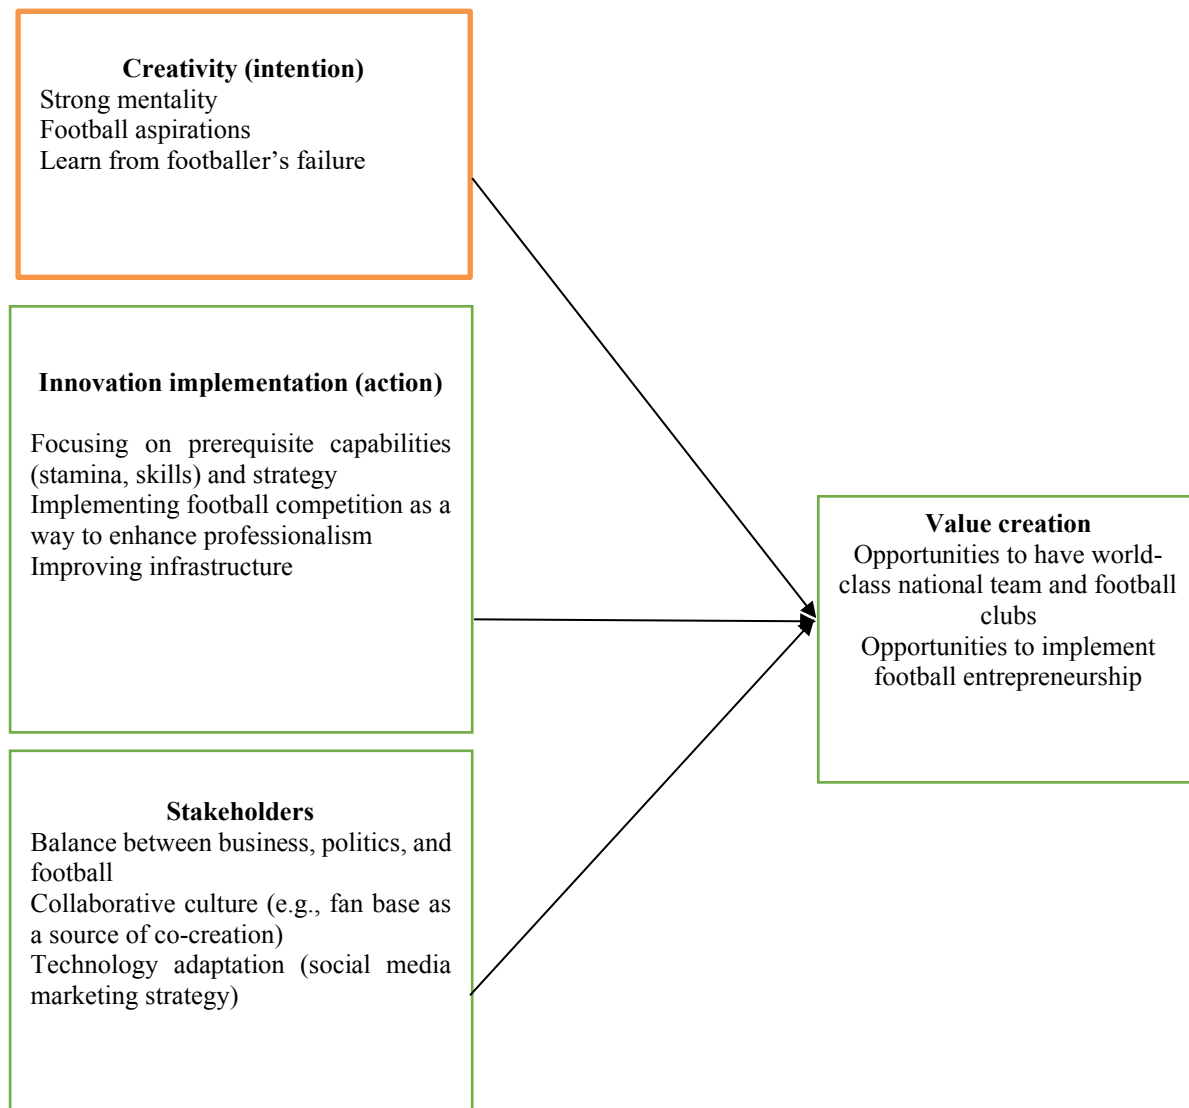 Creativity (intention)
Strong mentality
Football aspirations
Learn from footballer’s failure
Innovation implementation (action)
Focusing on prerequisite capabilities
(stamina, skills) and strategy
Implementing football competition as a
way to enhance professionalism
Improving infrastructure
Stakeholders
Balance between business, politics, and
football
Collaborative culture (e.g., fan base as
a source of co-creation)
Technology adaptation (social media
marketing strategy)
Value creation
Opportunities to have world-
class national team and football
clubs
Opportunities to implement
football entrepreneurship